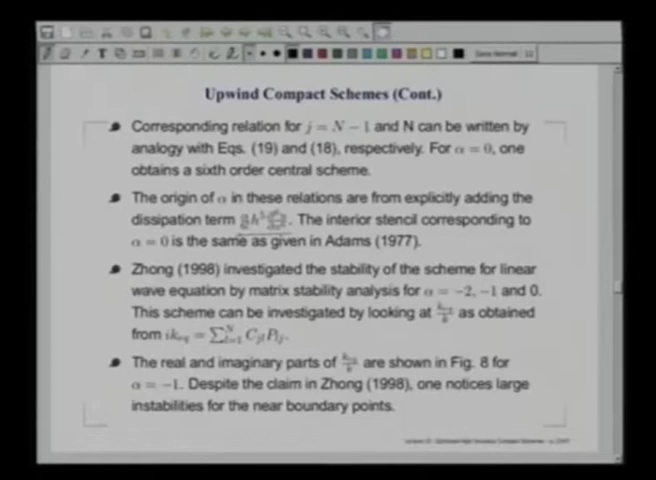 Upwind Compact Schemes (Cont.)
Corresponding relation for j = N − 1 and N can be written by
analogy with Eqs. (19) and (18), respectively. For α = 0, one
obtains a sixth order central scheme.
The origin of α in these relations are from explicitly adding the
dissipation term . The interior stencil corresponding to
α = 0 is the same as given in Adams (1977).
Zhong (1998) investigated the stability of the scheme for linear
wave equation by matrix stability analysis for α = −2, −1 and 0.
This scheme can be investigated by looking at as obtained
from
The real and imaginary parts of are shown in Fig. 8 for
α = −1. Despite the claim in Zhong (1998), one notices large
instabilities for the near boundary points.